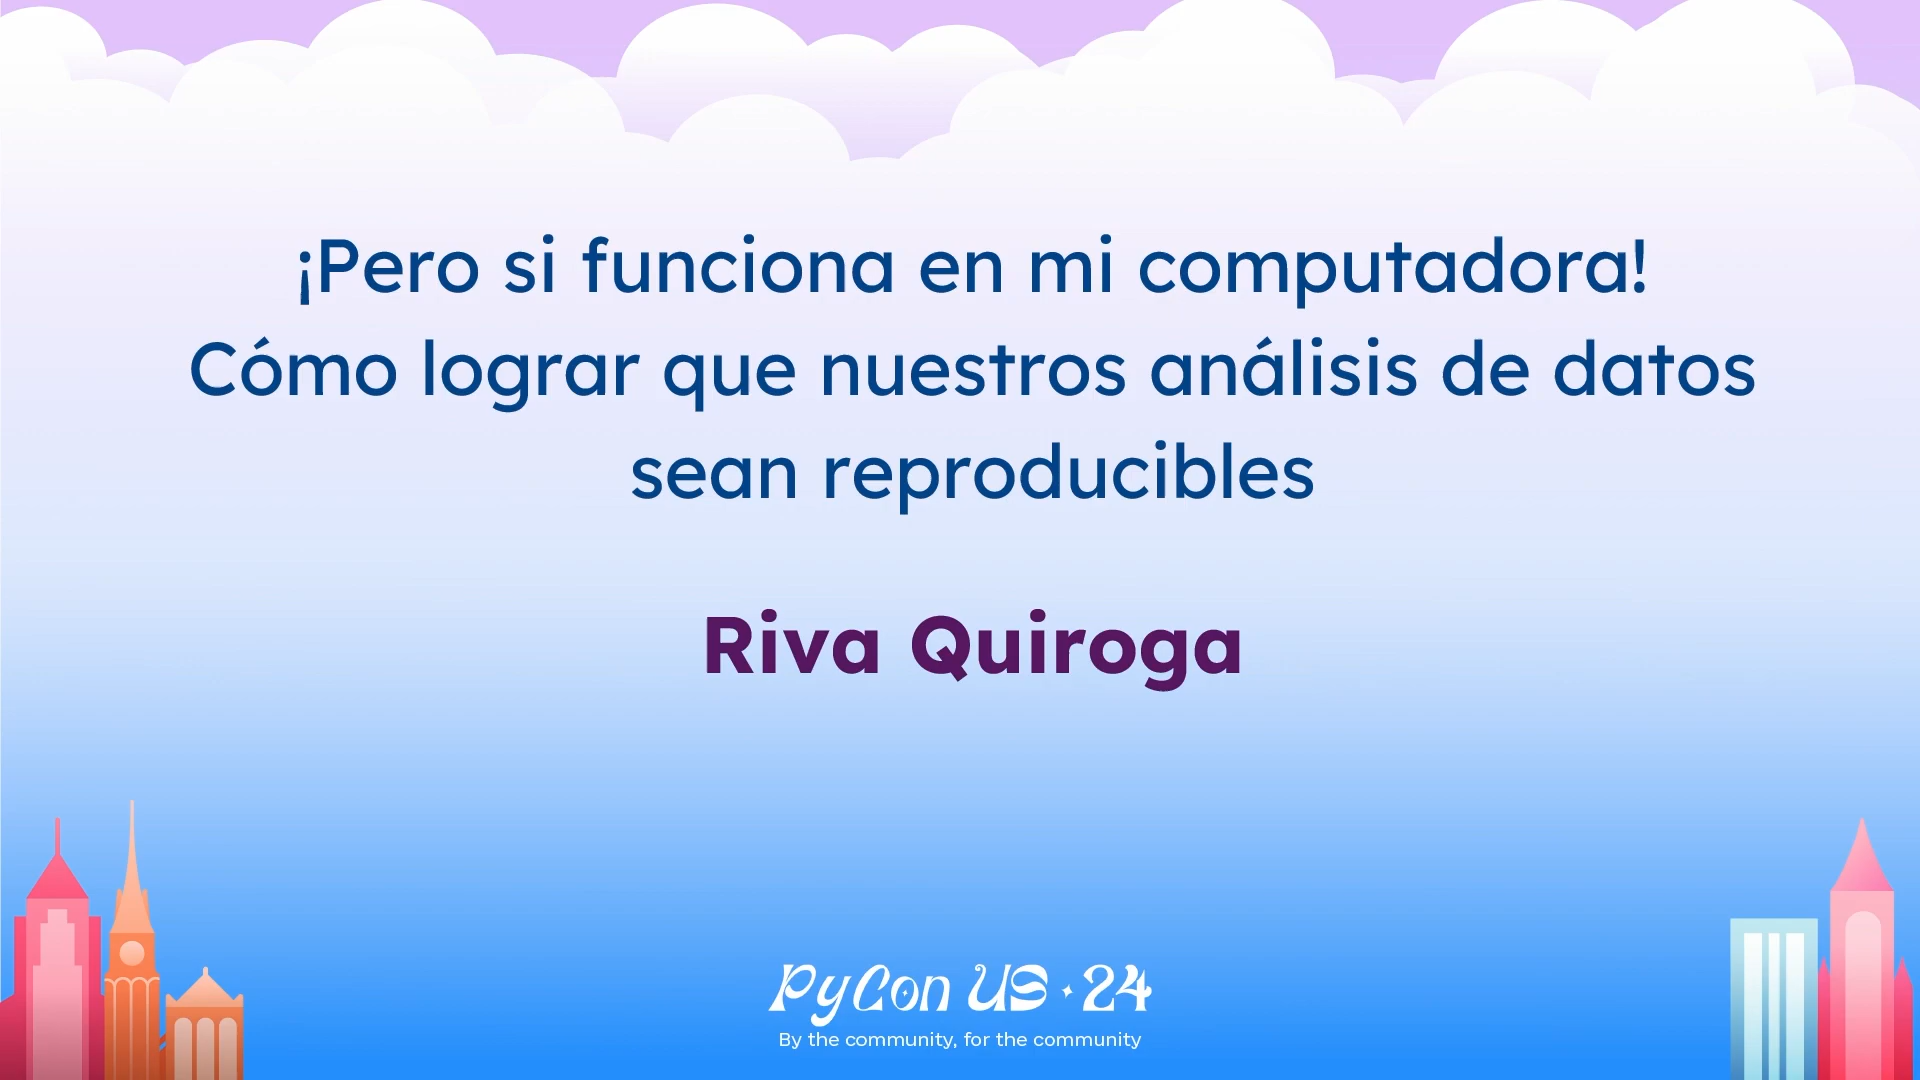 ¡Pero si funciona en mi computadora!
Cómo lograr que nuestros análisis de datos
sean reproducibles
Riva Quiroga
PyCon US 24
By the community, for the community